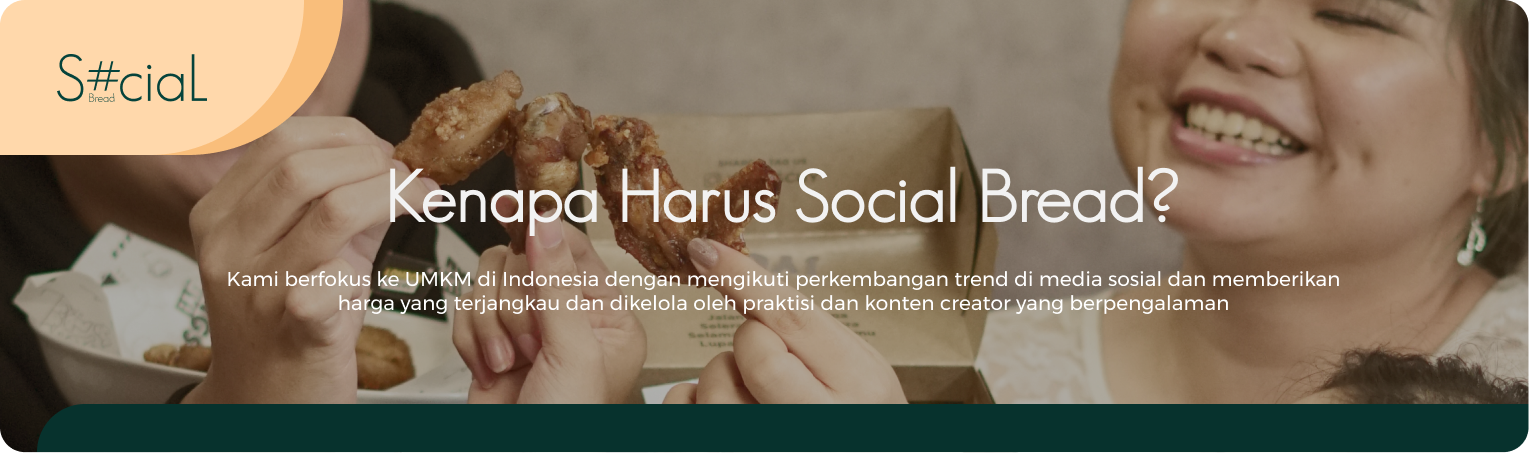 S#ciaL
Bread
Kenapa Harus Social Bread?
Kami berfokus ke UMKM di Indonesia dengan mengikuti perkembangan trend di media sosial dan memberikan
harga yang terjangkau dan dikelola oleh praktisi dan konten creator yang berpengalaman